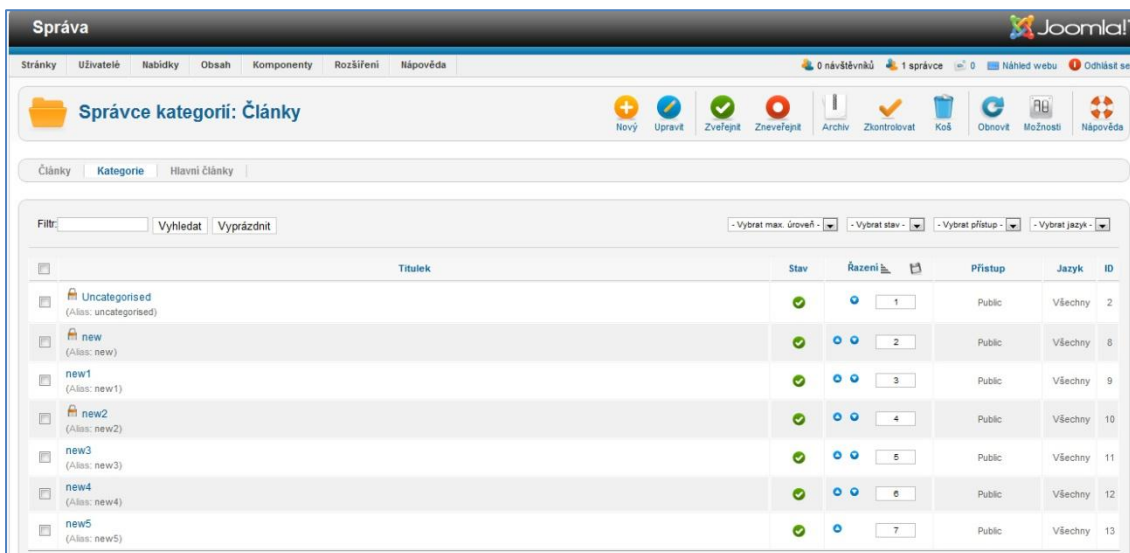 Správa
Joomla!
Stránky Uživatelé Nabídky Obsah Komponenty Rozšíření Nápověda 0 návštěvníků 1 správce 0 Náhled webu Odhlásit se
Správce kategorií: Články
Nový Upravit Zveřejnit Zneveřejnit Archiv Zkontrolovat Koš Obnovit Možnosti Nápověda
Články Kategorie Hlavní články
Filtr: Vyhledat Vyprázdnit - Vybrat max. úroveň - - Vybrat stav - - Vybrat přístup - - Vybrat jazyk -
Titulek Stav Řazení Přístup Jazyk ID
Uncategorised 1 Public Všechny 2
(Alias: uncategorised)
new 2 Public Všechny 8
(Alias: new)
new1 3 Public Všechny 9
(Alias: new1)
new2 4 Public Všechny 10
(Alias: new2)
new3 5 Public Všechny 11
(Alias: new3)
new4 6 Public Všechny 12
(Alias: new4)
new5 7 Public Všechny 13
(Alias: new5)